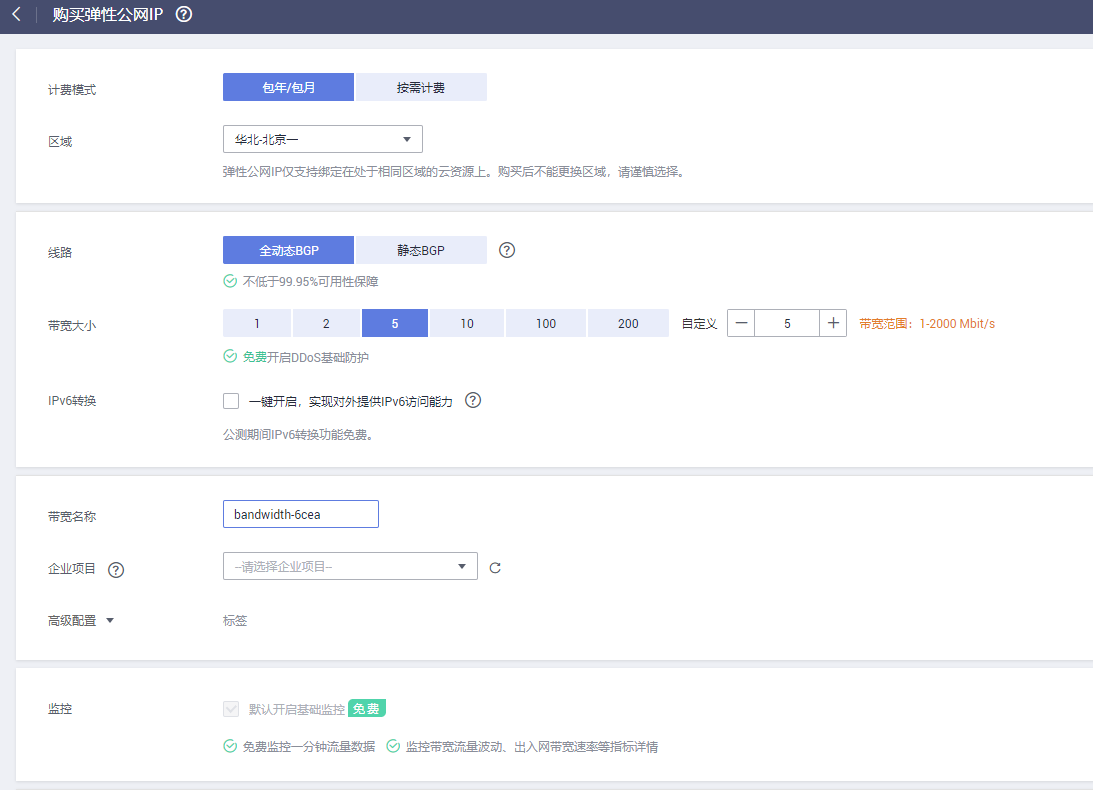 购买弹性公网IP ?
计费模式 包年/包月 按需计费
区域 华北-北京一
弹性公网IP仅支持绑定在处于相同区域的云资源上。购买后不能更换区域，请谨慎选择。
线路 全动态BGP 静态BGP ?
不低于99.95%可用性保障
带宽大小 1 2 5 10 100 200 自定义 — 5 + 带宽范围：1-2000 Mbit/s
免费开启DDoS基础防护
IPv6转换 一键开启，实现对外提供IPv6访问能力 ?
公测期间IPv6转换功能免费。
带宽名称 bandwidth-6cea
企业项目 ? --请选择企业项目-- C
高级配置 标签
监控 默认开启基础监控 免费
免费监控一分钟流量数据 监控带宽流量波动、出入网带宽速率等指标详情